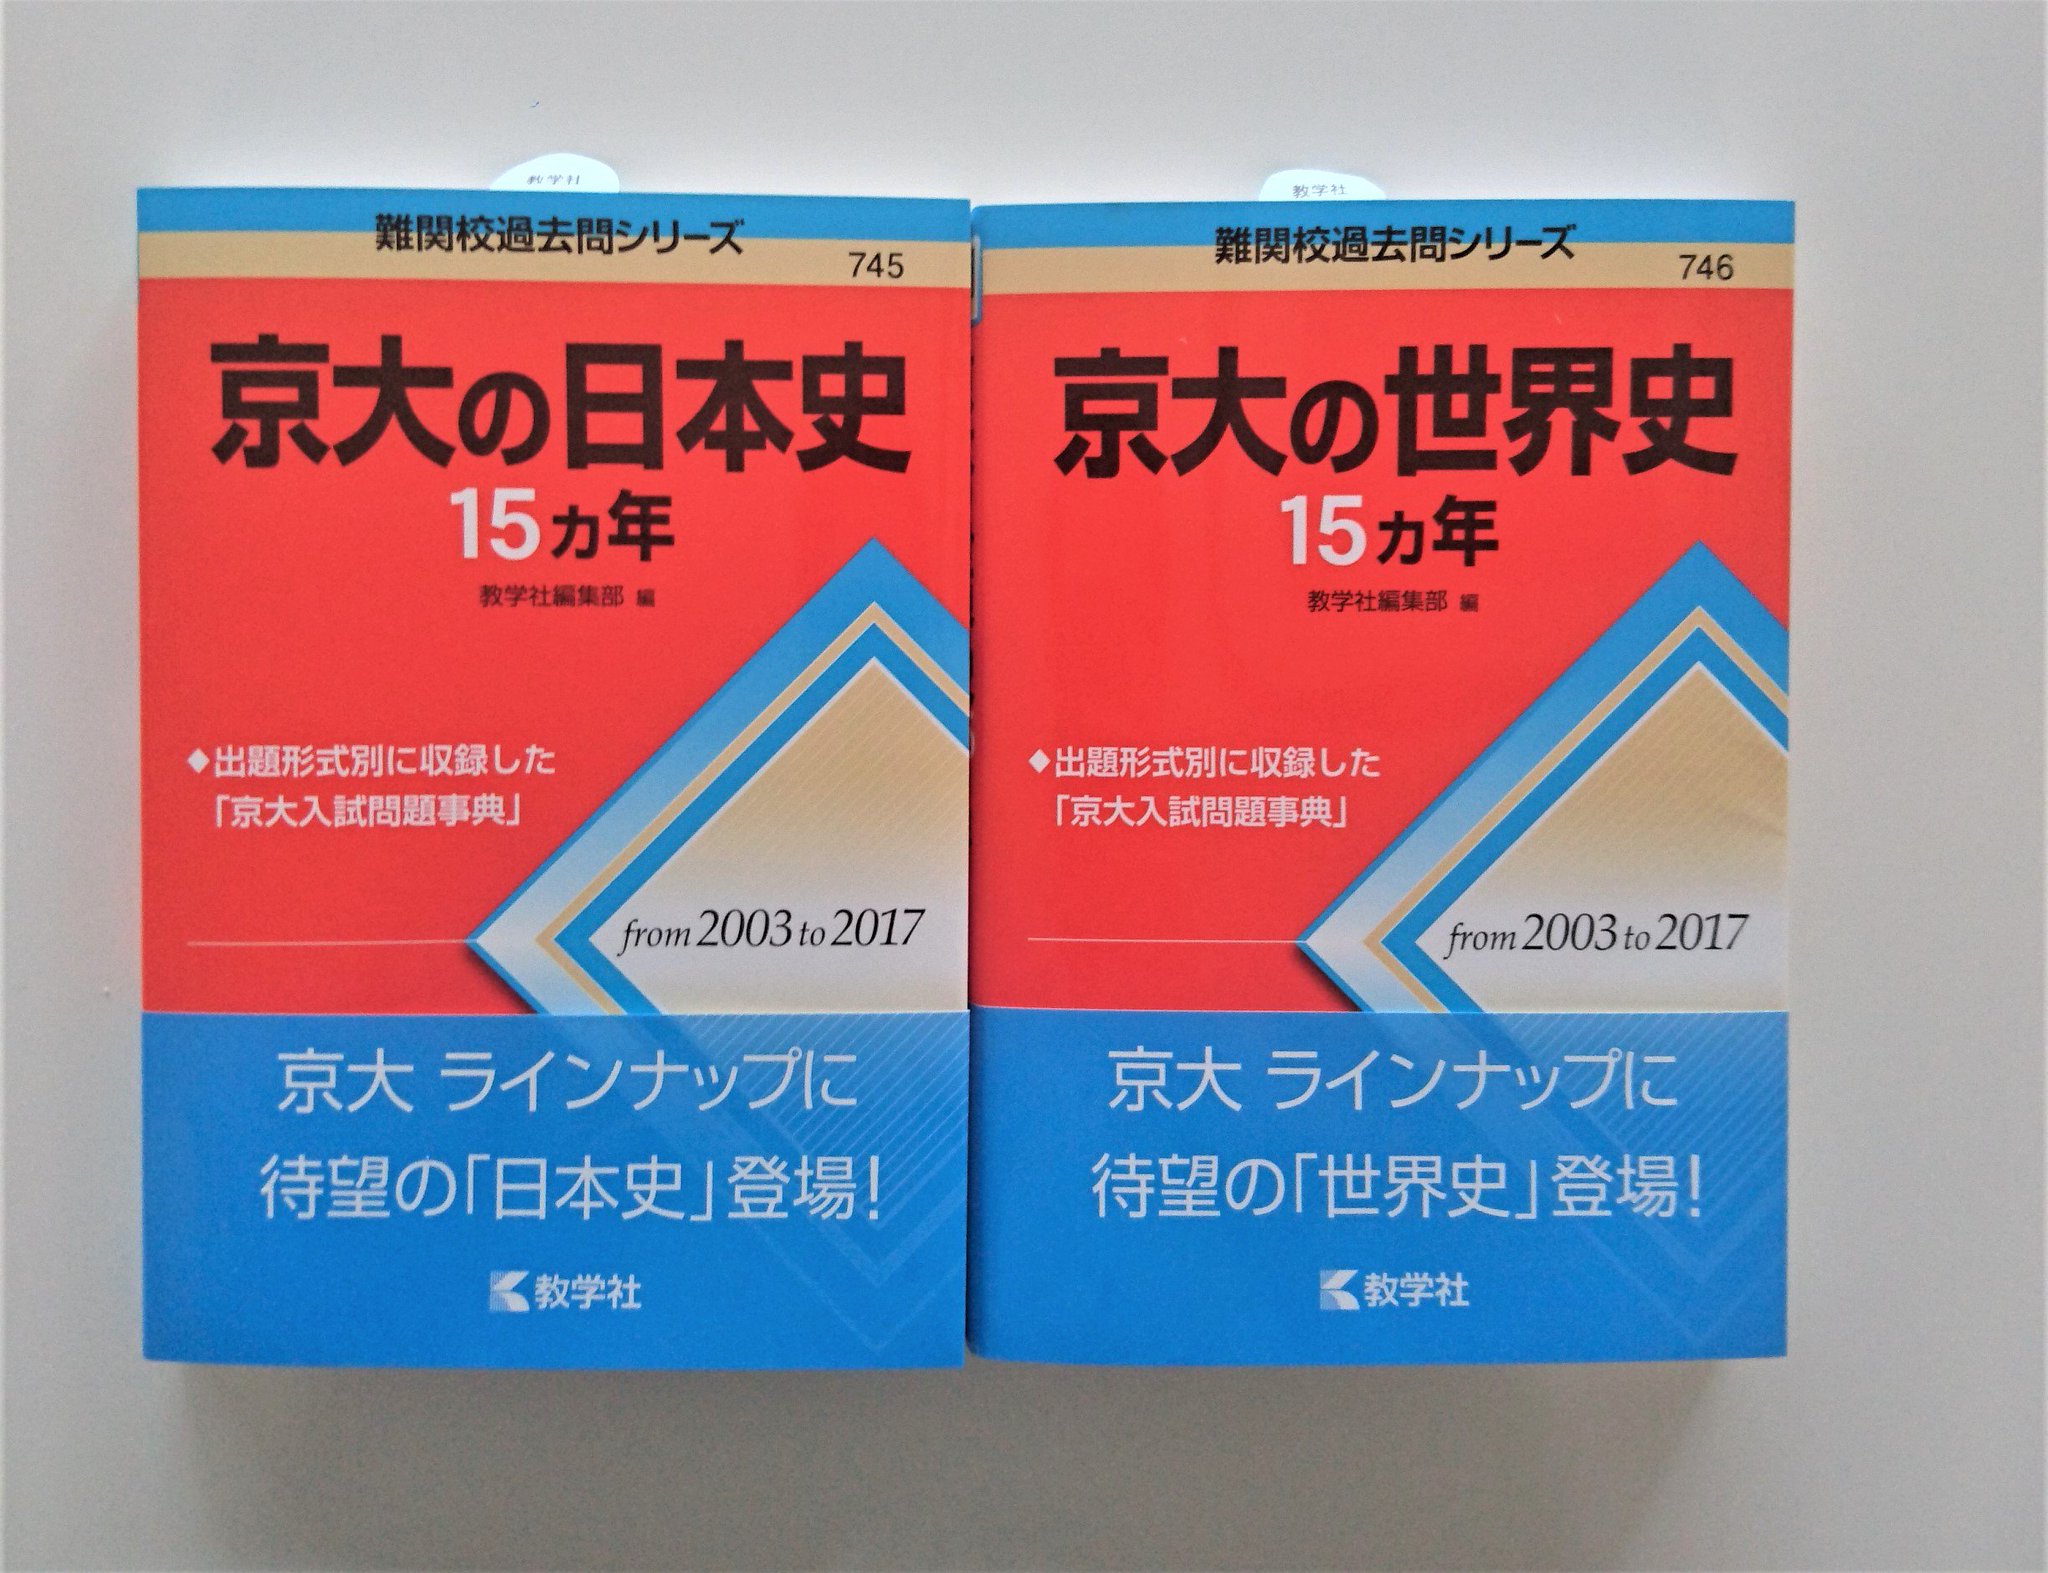 教学社
難関校過去問シリーズ
745
京大の日本史
15ヵ年
教学社編集部 編
◆出題形式別に収録した
「京大入試問題事典」
from 2003 to 2017
京大 ラインナップに
待望の「日本史」登場!
教学社
教学社
難関校過去問シリーズ
746
京大の世界史
15ヵ年
教学社編集部 編
◆出題形式別に収録した
「京大入試問題事典」
from 2003 to 2017
京大 ラインナップに
待望の「世界史」登場!
教学社